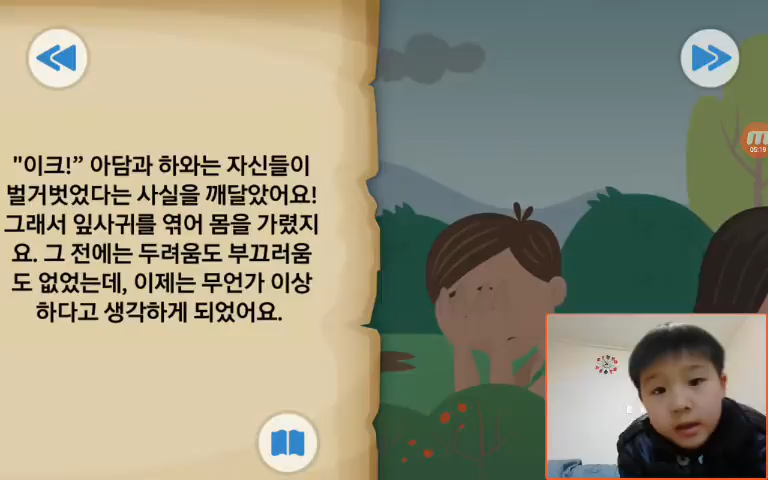 "이크!” 아담과 하와는 자신들이
벌거벗었다는 사실을 깨달았어요!
그래서 잎사귀를 엮어 몸을 가렸지
요. 그 전에는 두려움도 부끄러움
도 없었는데, 이제는 무언가 이상
하다고 생각하게 되었어요.
05:19